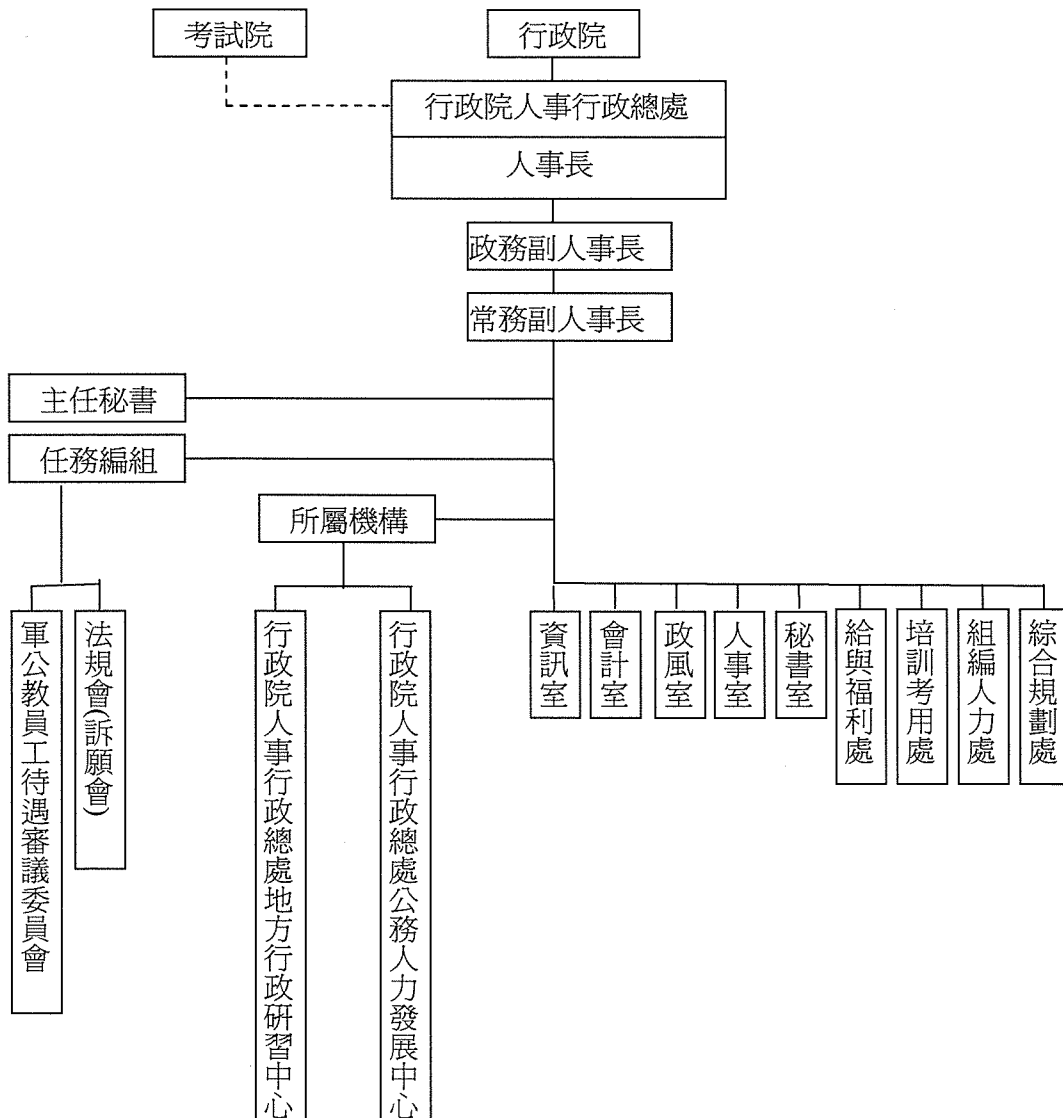 考試院
行政院
行政院人事行政總處
人事長
政務副人事長
常務副人事長
主任秘書
任務編組
所屬機構
軍公教員工待遇審議委員會
法規會(訴願會)
行政院人事行政總處地方行政研習中心
行政院人事行政總處公務人力發展中心
資訊室
會計室
政風室
人事室
秘書室
給與福利處
培訓考用處
組編人力處
綜合規劃處